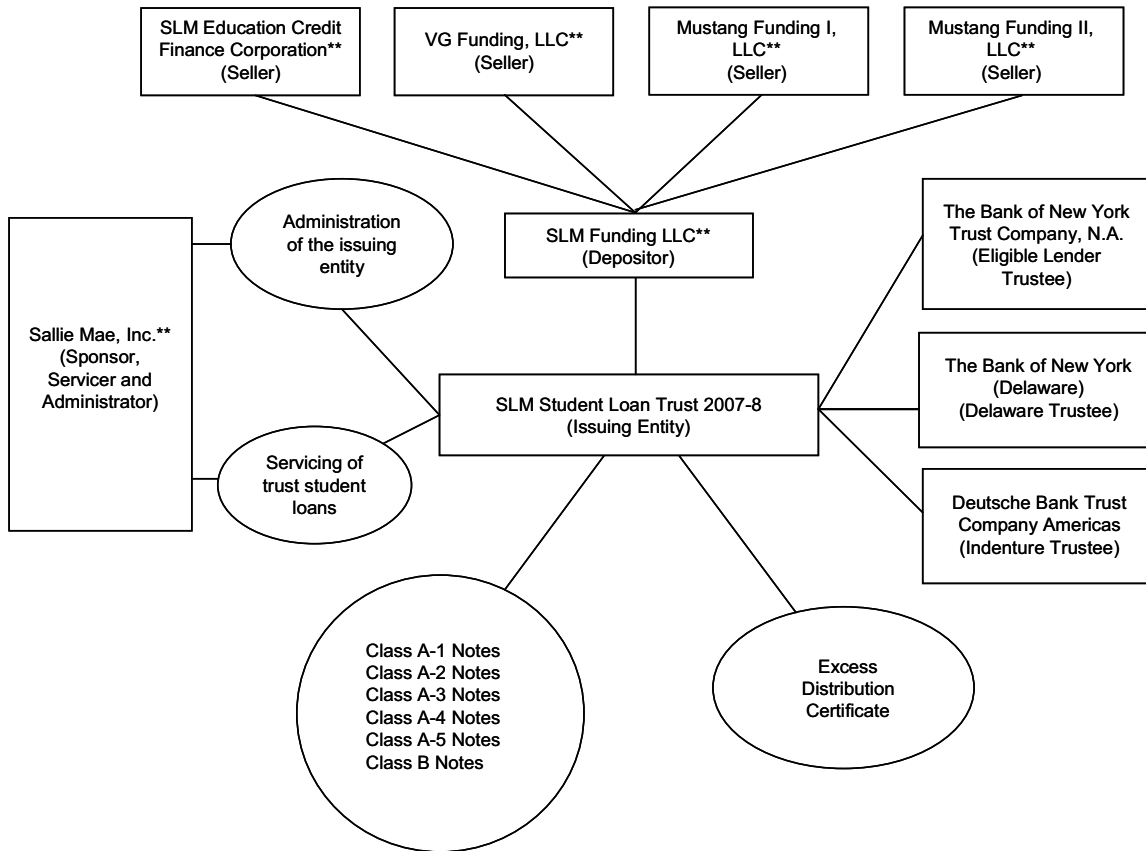 SLM Education Credit
Finance Corporation**
(Seller)
VG Funding, LLC**
(Seller)
Mustang Funding I,
LLC**
(Seller)
Mustang Funding II,
LLC**
(Seller)
Administration
of the issuing
entity
SLM Funding LLC**
(Depositor)
The Bank of New York
Trust Company, N.A.
(Eligible Lender
Trustee)
Sallie Mae, Inc.**
(Sponsor,
Servicer and
Administrator)
SLM Student Loan Trust 2007-8
(Issuing Entity)
The Bank of New York
(Delaware)
(Delaware Trustee)
Servicing of
trust student
loans
Deutsche Bank Trust
Company Americas
(Indenture Trustee)
Class A-1 Notes
Class A-2 Notes
Class A-3 Notes
Class A-4 Notes
Class A-5 Notes
Class B Notes
Excess
Distribution
Certificate